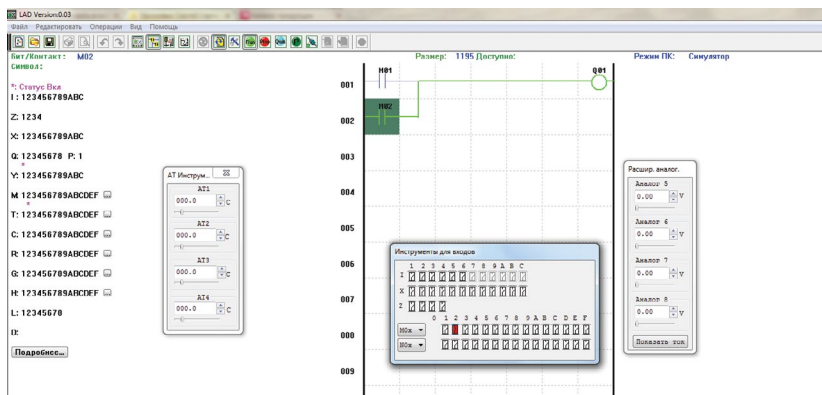 LAD Version:0.03
Файл Редактировать Операции Вид Помощь
Бит/Контакт: M02
Размер: 1195 Доступно:
Режим ПК: Симулятор
Символ:
*: Статус Вкл
I : 123456789ABC
Z: 1234
X: 123456789ABC
Q: 12345678 P: 1
*
Y: 123456789ABC
M: 123456789ABCDEF
*
T: 123456789ABCDEF
C: 123456789ABCDEF
R: 123456789ABCDEF
G: 123456789ABCDEF
H: 123456789ABCDEF
L: 12345678
D:
Подробнее...
AT Инструм...
AT1
000.0 C
AT2
000.0 C
AT3
000.0 C
AT4
000.0 C
001
M01
Q01
002
M02
003
004
005
006
007
008
009
Инструменты для входов
1 2 3 4 5 6 7 8 9 A B C
I
X
Z
0 1 2 3 4 5 6 7 8 9 A B C D E F
M0x
N0x
Расшир. аналог.
Аналог 5
0.00 V
Аналог 6
0.00 V
Аналог 7
0.00 V
Аналог 8
0.00 V
Показать ток